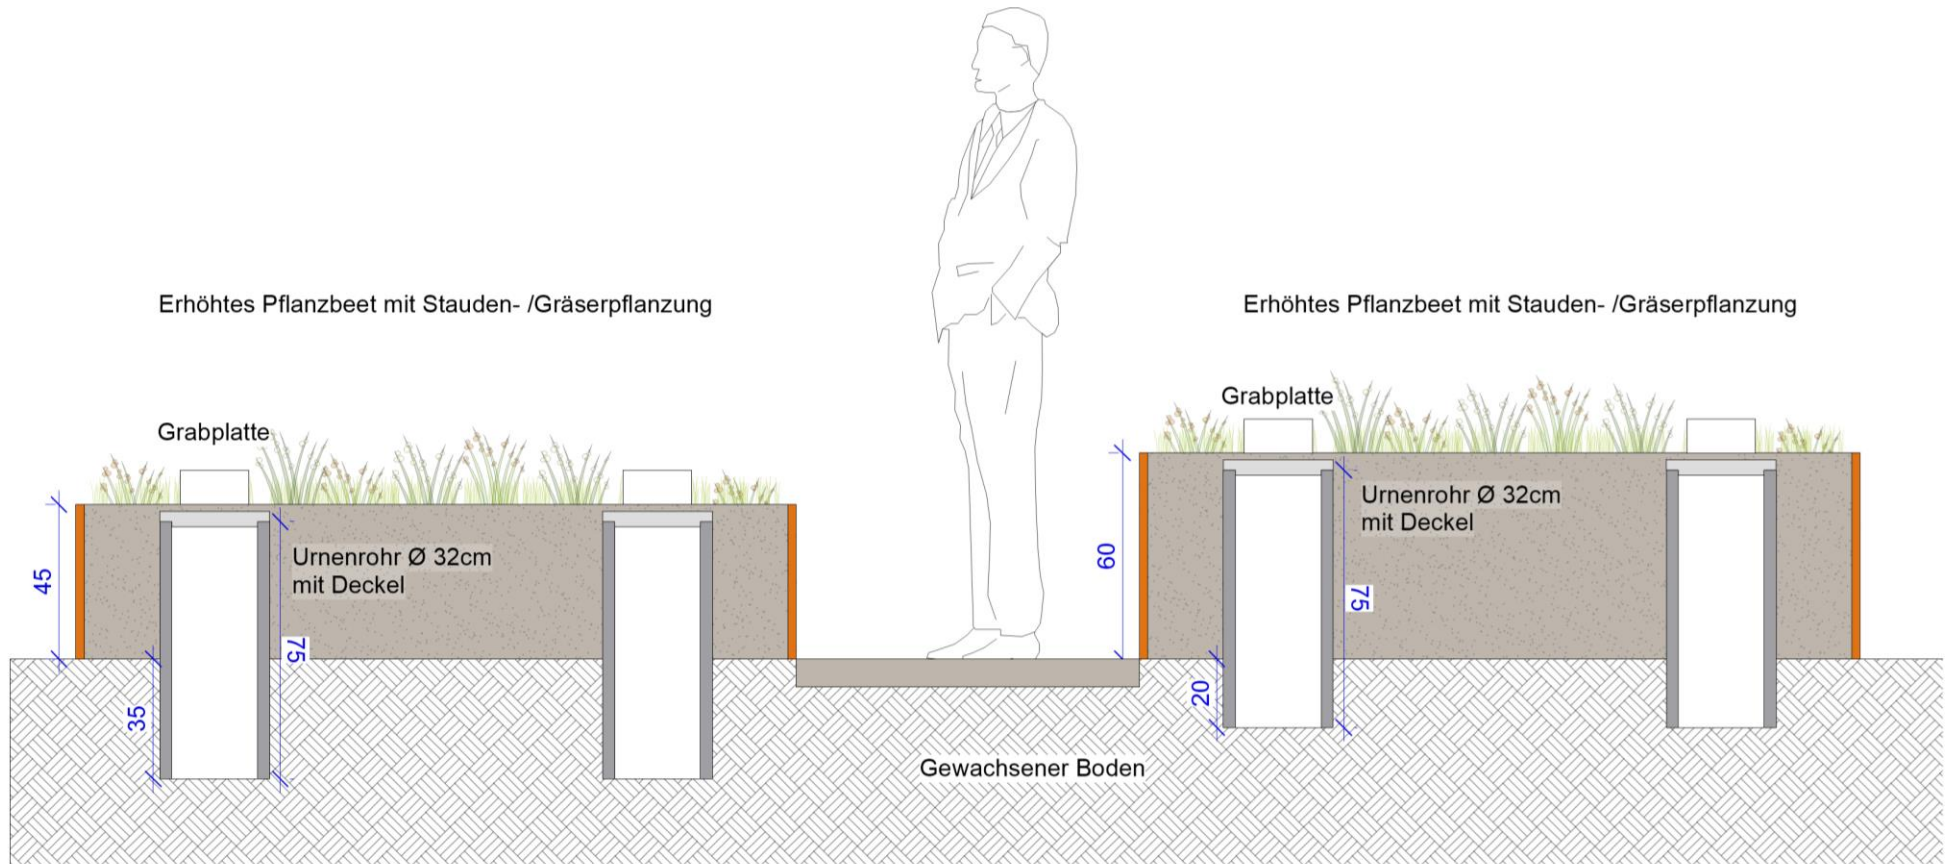 Erhöhtes Pflanzbeet mit Stauden- /Gräserpflanzung
Grabplatte
Urnenrohr Ø 32cm
mit Deckel
45
35
75
Erhöhtes Pflanzbeet mit Stauden- /Gräserpflanzung
Grabplatte
Urnenrohr Ø 32cm
mit Deckel
60
20
75
Gewachsener Boden